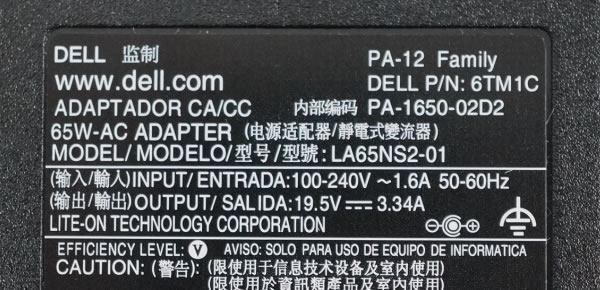 DELL 监制 PA-12 Family
www.dell.com DELL P/N: 6TM1C
ADAPTADOR CA/CC 内部编码 PA-1650-02D2
65W-AC ADAPTER (电源适配器/靜電式變流器)
MODEL/ MODELO/型号/型號: LA65NS2-01
(输入/輸入)INPUT/ ENTRADA:100-240V ~1.6A 50-60Hz
(输出/輸出)OUTPUT/ SALIDA:19.5V⎓3.34A
LITE-ON TECHNOLOGY CORPORATION
EFFICIENCY LEVEL: V AVISO: SOLO PARA USO DE EQUIPO DE INFORMATICA
CAUTION: (警告): (限使用于信息技术设备及室内使用)
(限使用於資訊類產品及室內使用)